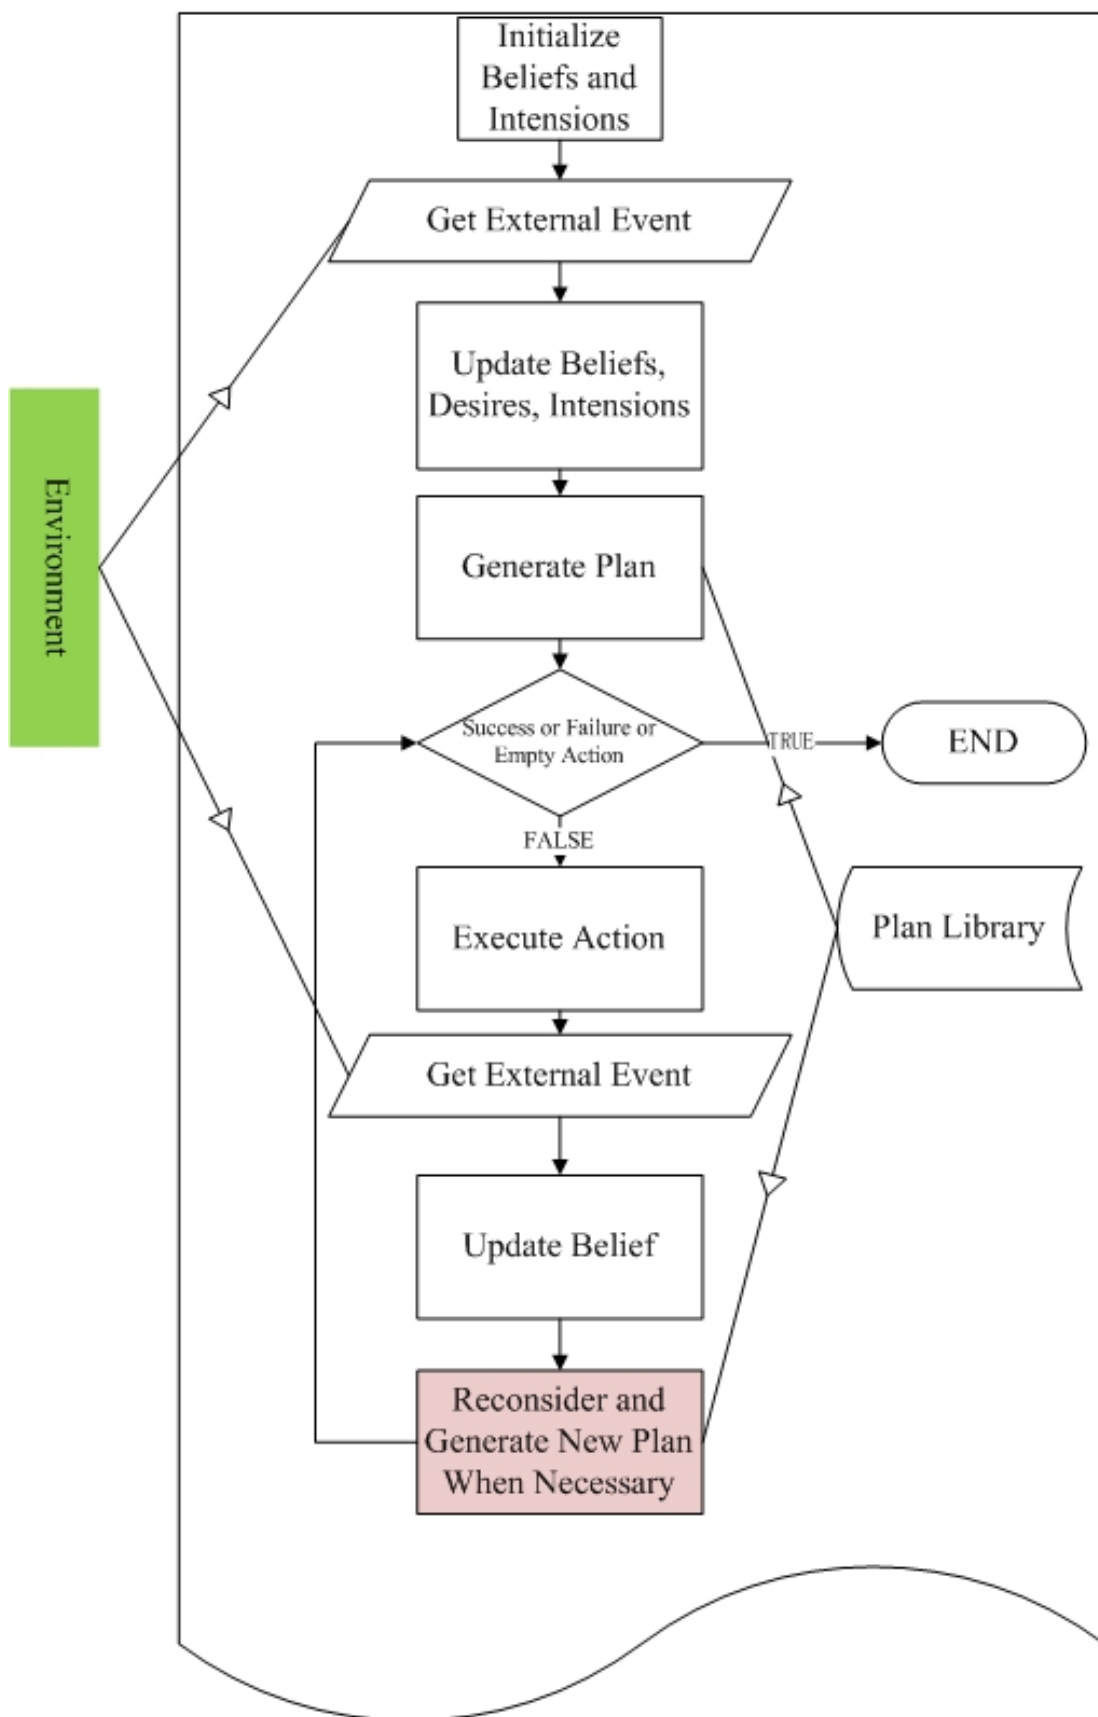 Initialize
Beliefs and
Intensions
Get External Event
Update Beliefs,
Desires, Intensions
Environment
Generate Plan
Success or Failure or
Empty Action
TRUE
END
FALSE
Execute Action
Plan Library
Get External Event
Update Belief
Reconsider and
Generate New Plan
When Necessary